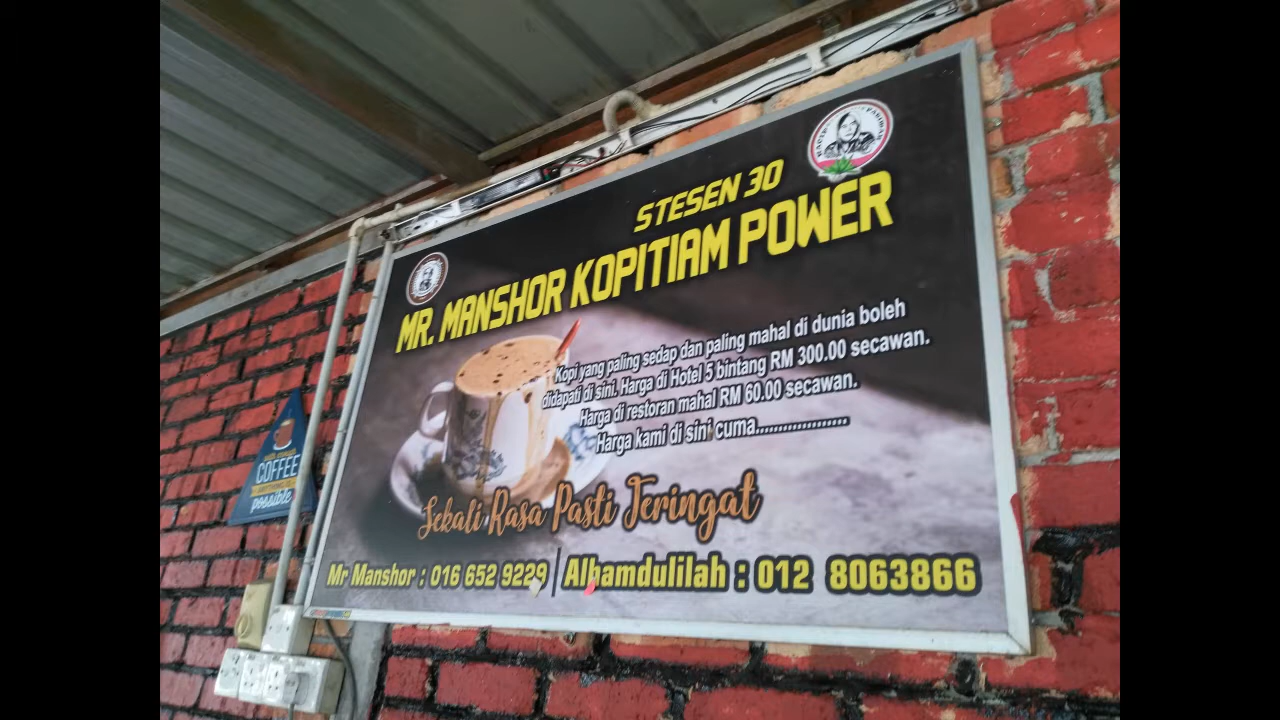 STESEN 30
MR. MANSHOR KOPITIAM POWER
Kopi yang paling sedap dan paling mahal di dunia boleh
didapati di sini. Harga di Hotel 5 bintang RM 300.00 secawan.
Harga di restoran mahal RM 60.00 secawan.
Harga kami di sini cuma..................
Sekali Rasa Pasti Teringat
Mr Manshor : 016 652 9229 | Alhamdulilah : 012 8063866
COFFEE
possible